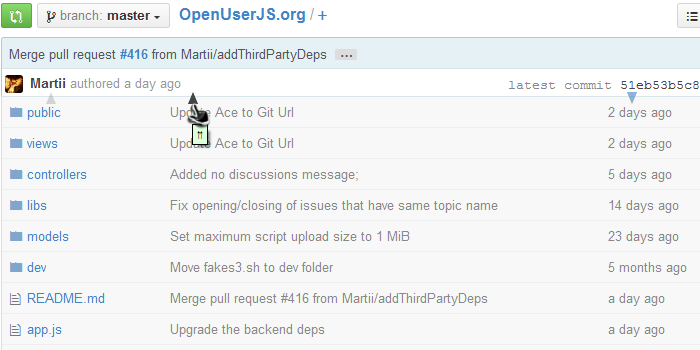 branch: master OpenUserJS.org / +
Merge pull request #416 from Martii/addThirdPartyDeps ...
Martii authored a day ago latest commit 51eb53b5c8
public Update Ace to Git Url 2 days ago
views Update Ace to Git Url 2 days ago
controllers Added no discussions message; 5 days ago
libs Fix opening/closing of issues that have same topic name 14 days ago
models Set maximum script upload size to 1 MiB 23 days ago
dev Move fakes3.sh to dev folder 5 months ago
README.md Merge pull request #416 from Martii/addThirdPartyDeps a day ago
app.js Upgrade the backend deps a day ago